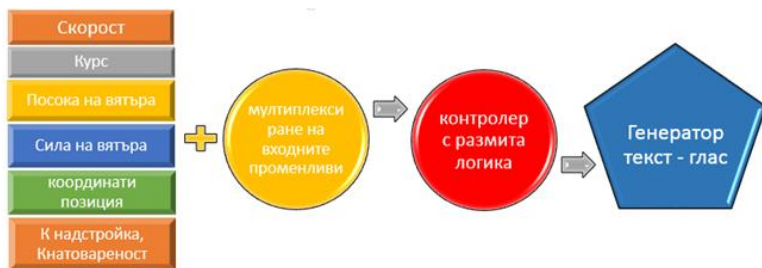 Скорост
Курс
Посока на вятъра
Сила на вятъра
координати
позиция
К надстройка,
Кнатовареност
мултиплекси
ране на
входните
променливи
контролер
с размита
логика
Генератор
текст - глас